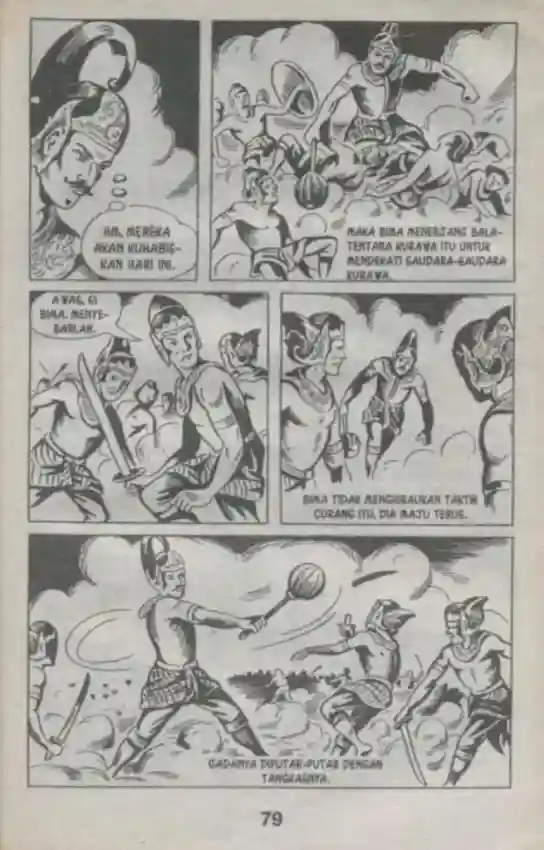 HM, MEREKA
AKAN KUHABIS-
KAN HARI INI.
MAKA BIMA MENERJANG BALA-
TENTARA KURAWA ITU UNTUK
MENDEKATI SAUDARA-SAUDARA
KURAWA.
AWAS, SI
BIMA. MENYE-
BARLAH.
BIMA TIDAK MENGHIRAUKAN TAKTIK
CURANG ITU, DIA MAJU TERUS.
GADANYA DIPUTAR-PUTAR DENGAN
TANGKASNYA.
79